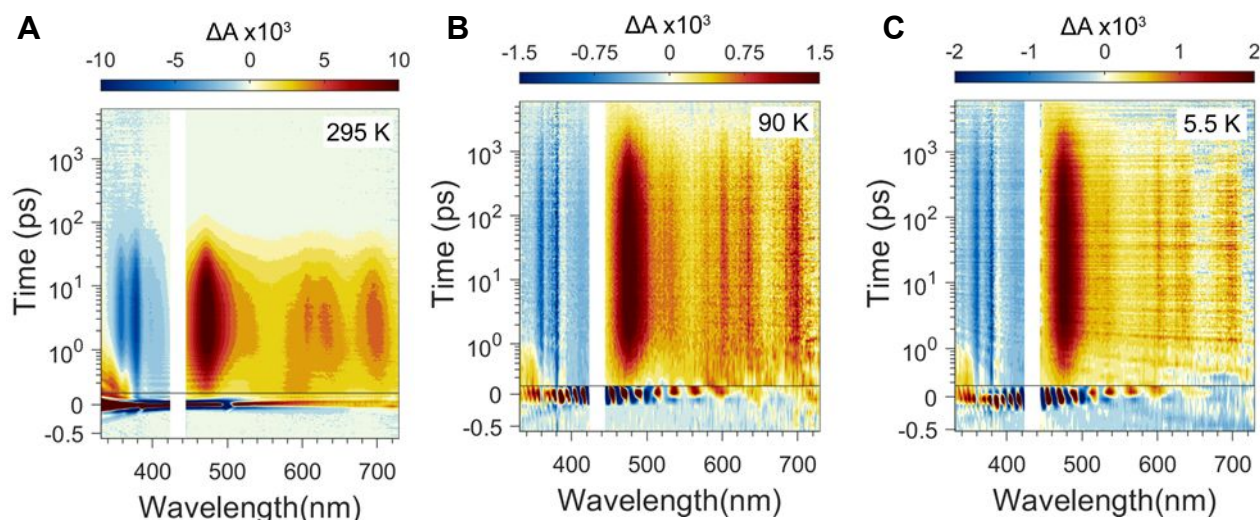 A
ΔA x10³
-10 -5 0 5 10
295 K
Time (ps)
10³
10²
10¹
10⁰
0
-0.5
400 500 600 700
Wavelength(nm)
B
ΔA x10³
-1.5 -0.75 0 0.75 1.5
90 K
Time (ps)
10³
10²
10¹
10⁰
0
-0.5
400 500 600 700
Wavelength(nm)
C
ΔA x10³
-2 -1 0 1 2
5.5 K
Time (ps)
10³
10²
10¹
10⁰
0
-0.5
400 500 600 700
Wavelength(nm)